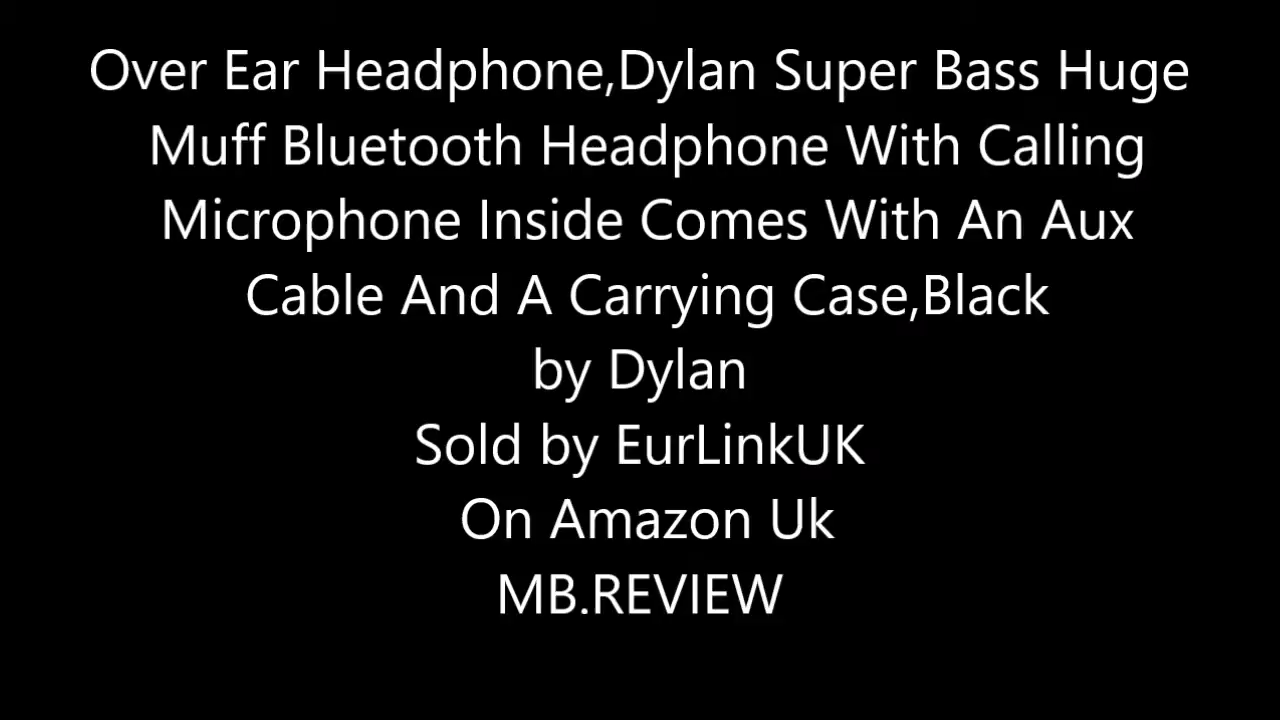 Over Ear Headphone,Dylan Super Bass Huge
Muff Bluetooth Headphone With Calling
Microphone Inside Comes With An Aux
Cable And A Carrying Case,Black
by Dylan
Sold by EurLinkUK
On Amazon Uk
MB.REVIEW